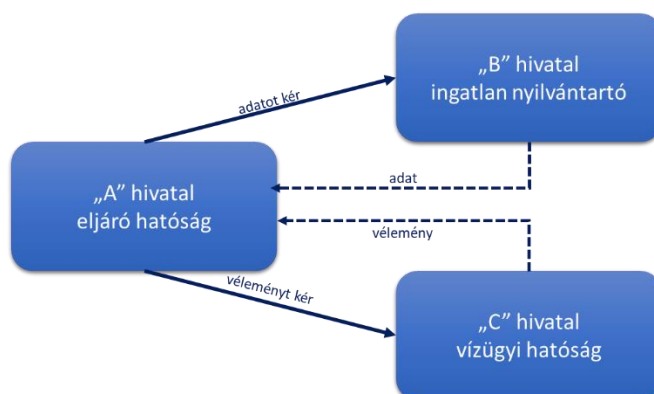 „B” hivatal
ingatlan nyilvántartó
adatot kér
adat
„A” hivatal
eljáró hatóság
vélemény
véleményt kér
„C” hivatal
vízügyi hatóság